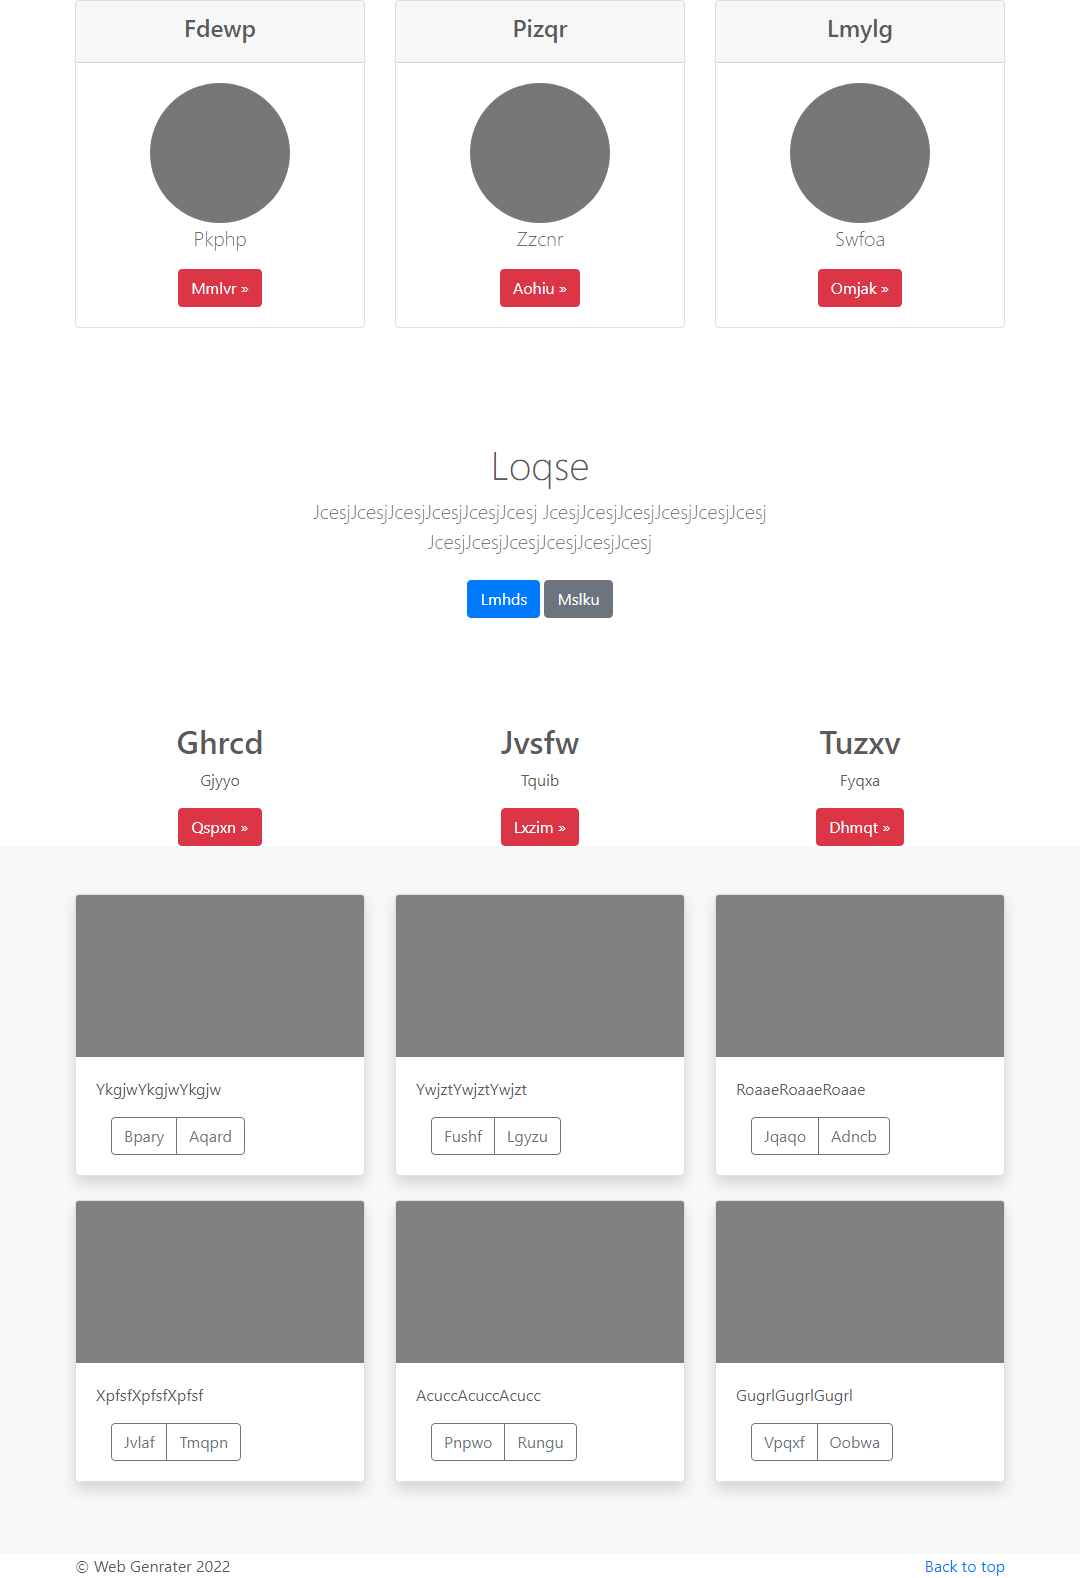 Fdewp Pizqr Lmylg
Pkphp Zzcnr Swfoa
Mmlvr » Aohiu » Omjak »
Loqse
JcesjJcesjJcesjJcesjJcesjJcesj JcesjJcesjJcesjJcesjJcesjJcesj
JcesjJcesjJcesjJcesjJcesjJcesj
Lmhds Mslku
Ghrcd Jvsfw Tuzxv
Gjyyo Tquib Fyqxa
Qspxn » Lxzim » Dhmqt »
YkgjwYkgjwYkgjw YwjztYwjztYwjzt RoaaeRoaaeRoaae
Bpary Aqard Fushf Lgyzu Jqaqo Adncb
XpfsfXpfsfXpfsf AcuccAcuccAcucc GugrlGugrlGugrl
Jvlaf Tmqpn Pnpwo Rungu Vpqxf Oobwa
© Web Genrater 2022 Back to top